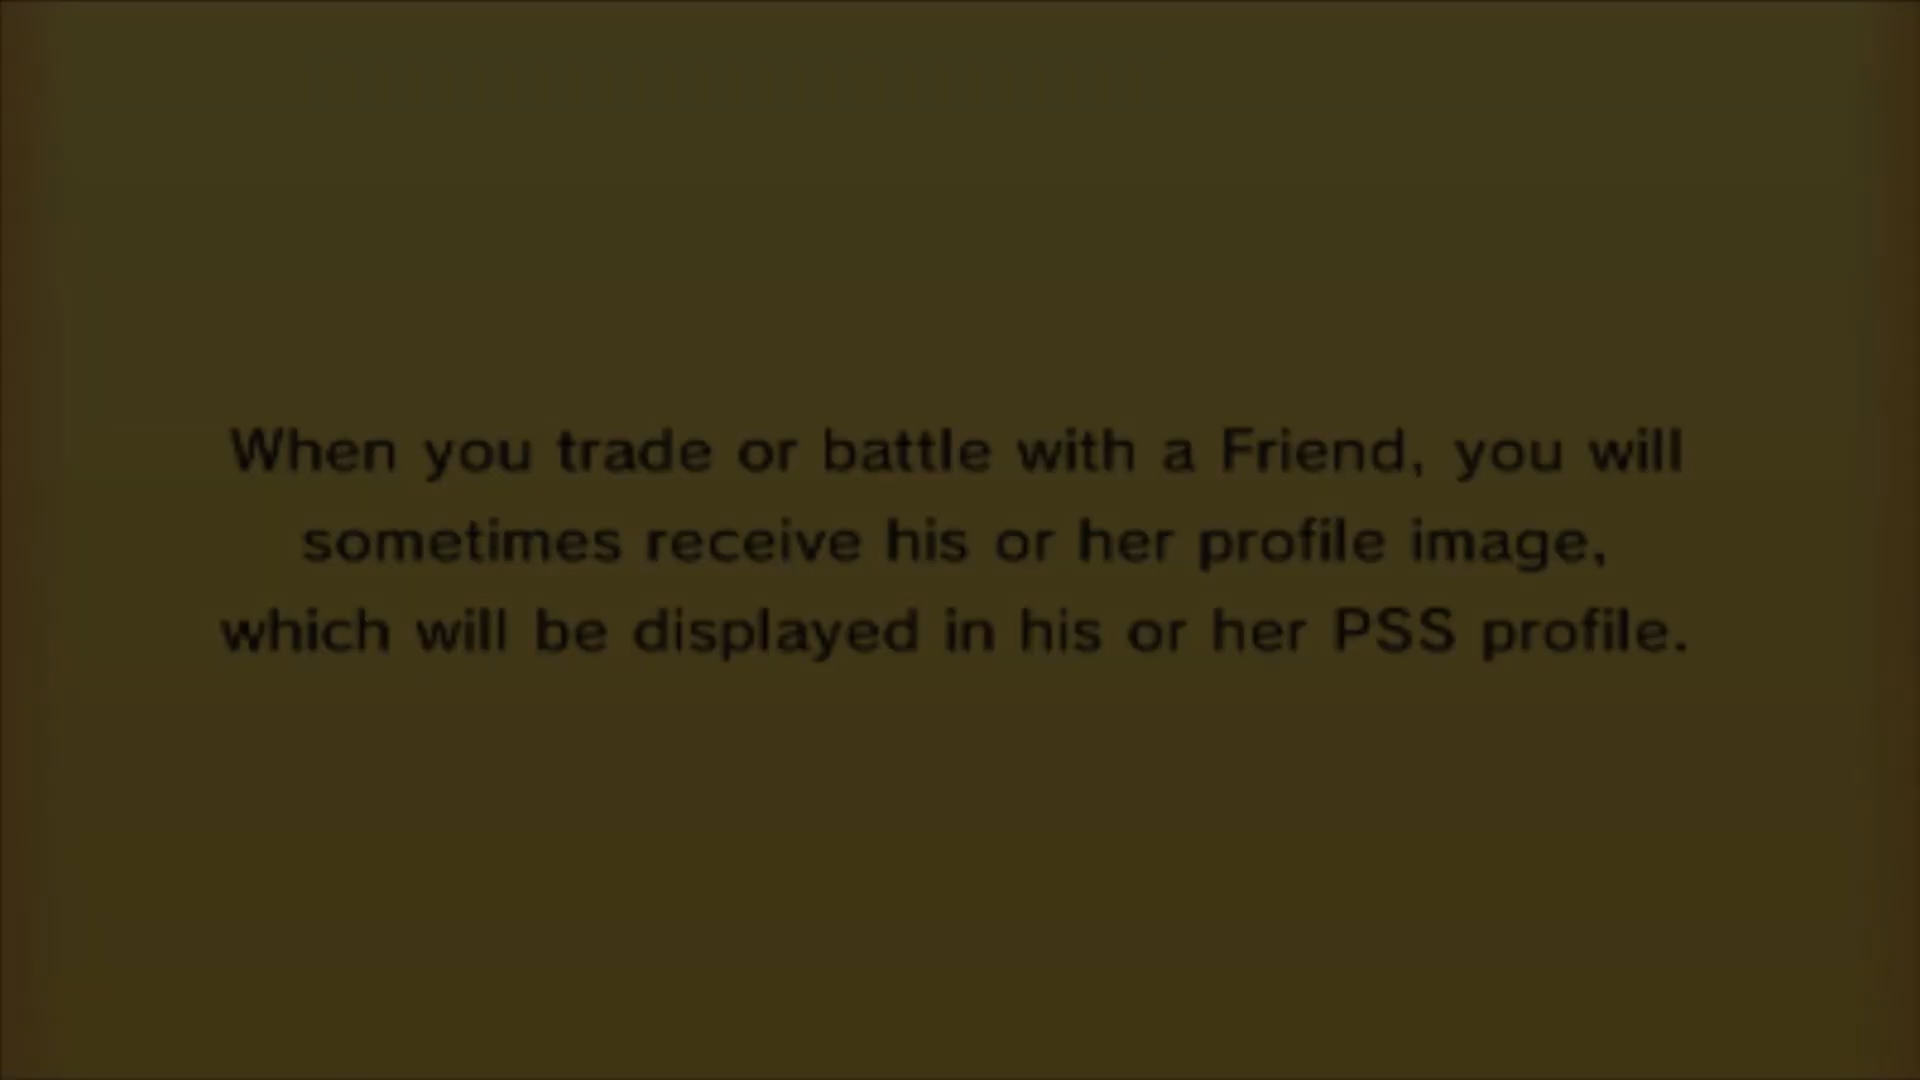 When you trade or battle with a Friend, you will
sometimes receive his or her profile image,
which will be displayed in his or her PSS profile.